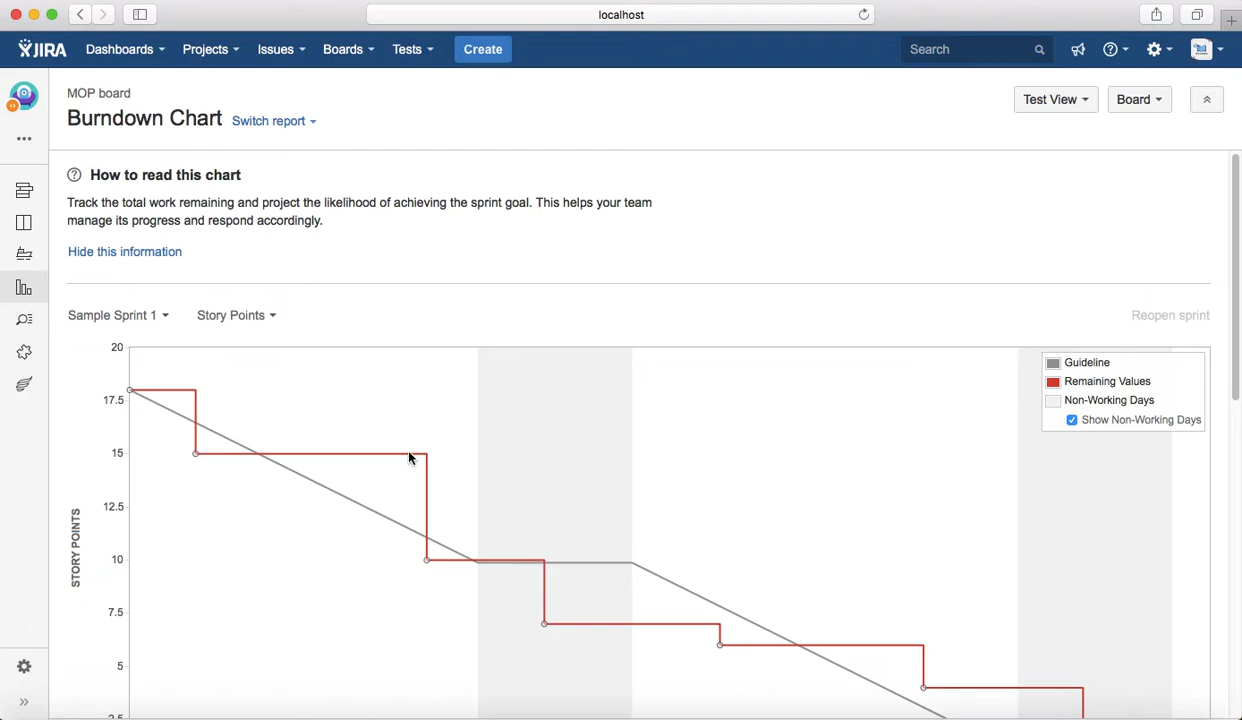 localhost
JIRA Dashboards Projects Issues Boards Tests Create Search
MOP board
Burndown Chart Switch report
Test View Board
How to read this chart
Track the total work remaining and project the likelihood of achieving the sprint goal. This helps your team
manage its progress and respond accordingly.
Hide this information
Sample Sprint 1 Story Points Reopen sprint
20
17.5
15
12.5
10
7.5
5
2.5
STORY POINTS
Guideline
Remaining Values
Non-Working Days
Show Non-Working Days